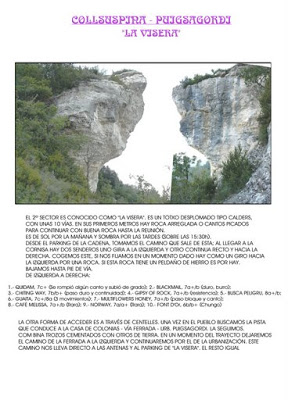 COLLSUSPINA - PUIGSAGORDI
"LA VISERA"
EL 2º SECTOR ES CONOCIDO COMO "LA VISERA". ES UN TOTXO DESPLOMADO TIPO CALDERS,
CON UNAS 10 VIAS. EN SUS PRIMEROS METROS HAY ROCA ARREGLADA O CANTOS PICADOS
PARA CONTINUAR CON BUENA ROCA HASTA LA REUNIÓN.
ES DE SOL POR LA MAÑANA Y SOMBRA POR LAS TARDES (SOBRE LAS 15:30h).
DESDE EL PARKING DE LA CADENA, TOMAMOS EL CAMINO QUE SALE DE ESTA; AL LLEGAR A LA
CORNISA HAY DOS SENDEROS UNO GIRA A LA IZQUIERDA Y OTRO CONTINUA RECTO Y HACIA LA
DERECHA. COGEMOS ESTE, SI NOS FIJAMOS EN UN MOMENTO DADO HAY COMO UN GIRO HACIA
LA IZQUIERDA POR UNA ROCA, SI ESTA ROCA TIENE UN PELDAÑO DE HIERRO ES POR HAY.
BAJAMOS HASTA PIE DE VIA.
DE IZQUIERDA A DERECHA:
1.- QUIDAM, 7c+ (Se rompió algún canto y subió de grado); 2.- BLACKMAIL, 7a+/b (duro, burro);
3.- CHIRING WAY, 7b/b+ (paso duro y continuidad); 4.- GIPSY OF ROCK, 7a+/b (resistencia); 5.- BUSCA PELIGRU, 8a+/b;
6.- GUAITA, 7c+/8a (3 movimientos); 7.- MULTIFLOWERS HONEY, 7a+/b (paso bloque y canto);
8.- CAFÉ MALEHIT, 7a+/b (Raro); 9.- NORWAY, 7a/a+ (Raro); 10.- FONT D'OL, 6b/b+ (Chungo)
LA OTRA FORMA DE ACCEDER ES A TRAVÉS DE CENTELLES. UNA VEZ EN EL PUEBLO BUSCAMOS LA PISTA
QUE CONDUCE A LA CASA DE COLONIAS - VÍA FERRADA - URB. PUIGSAGORDI. LA SEGUIMOS.
COM BINA TROZOS CEMENTADOS CON OTROS DE TIERRA. EN UN MOMENTO DEL TRAYECTO DEJAREMOS
EL CAMINO DE LA FERRADA A LA IZQUIERDA Y CONTINUAREMOS POR EL DE LA URBANIZACIÓN. ESTE
CAMINO NOS LLEVA DIRECTO A LAS ANTENAS Y AL PARKING DE "LA VISERA". EL RESTO IGUAL